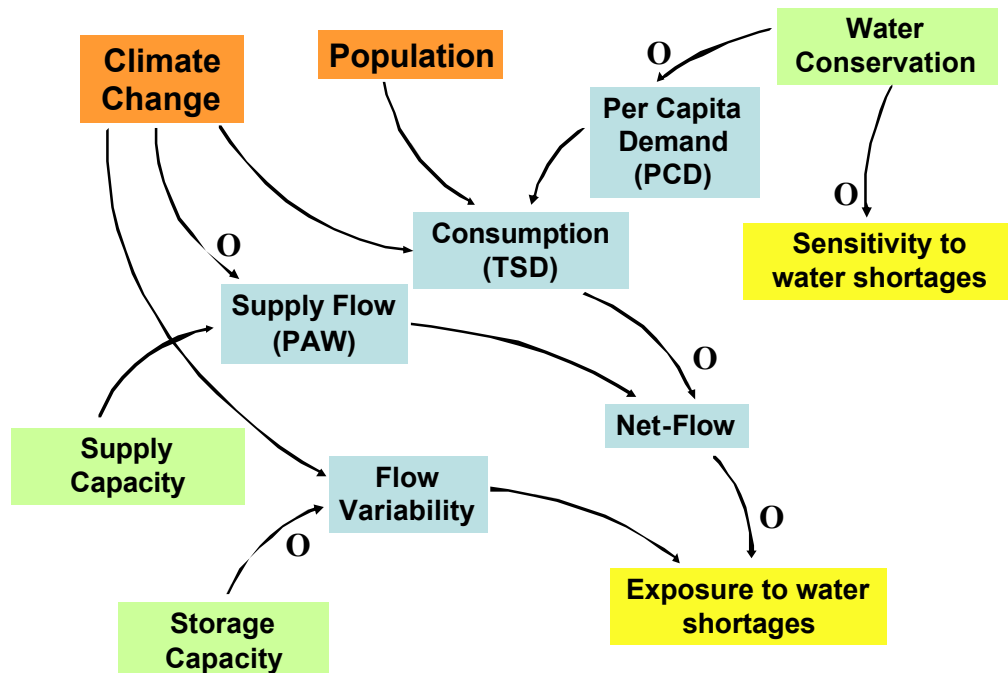 Climate
Change
Population
O
Water
Conservation
Per Capita
Demand
(PCD)
O
Consumption
(TSD)
O
Sensitivity to
water shortages
Supply Flow
(PAW)
O
Net-Flow
Supply
Capacity
Flow
Variability
O
O
Exposure to water
shortages
Storage
Capacity